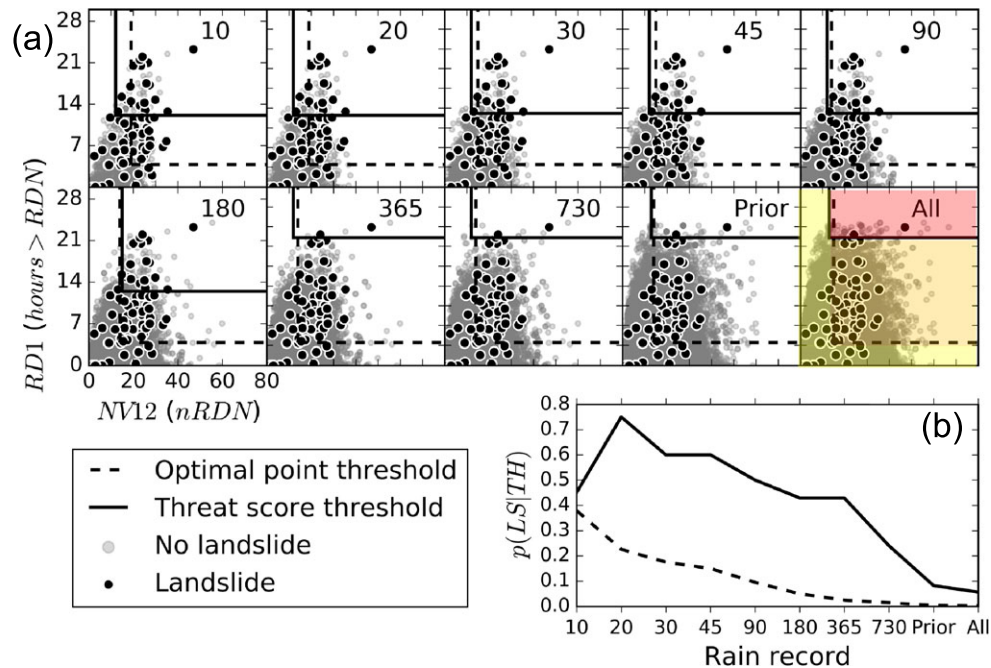 (a)
10 20 30 45 90
28
21
14
7
180 365 730 Prior All
28
21
14
7
0
0 20 40 60 80
RD1 (hours > RDN)
NV12 (nRDN)
Optimal point threshold
Threat score threshold
No landslide
Landslide
(b)
0.8
0.7
0.6
0.5
0.4
0.3
0.2
0.1
0.0
p(LS|TH)
10 20 30 45 90 180 365 730 Prior All
Rain record